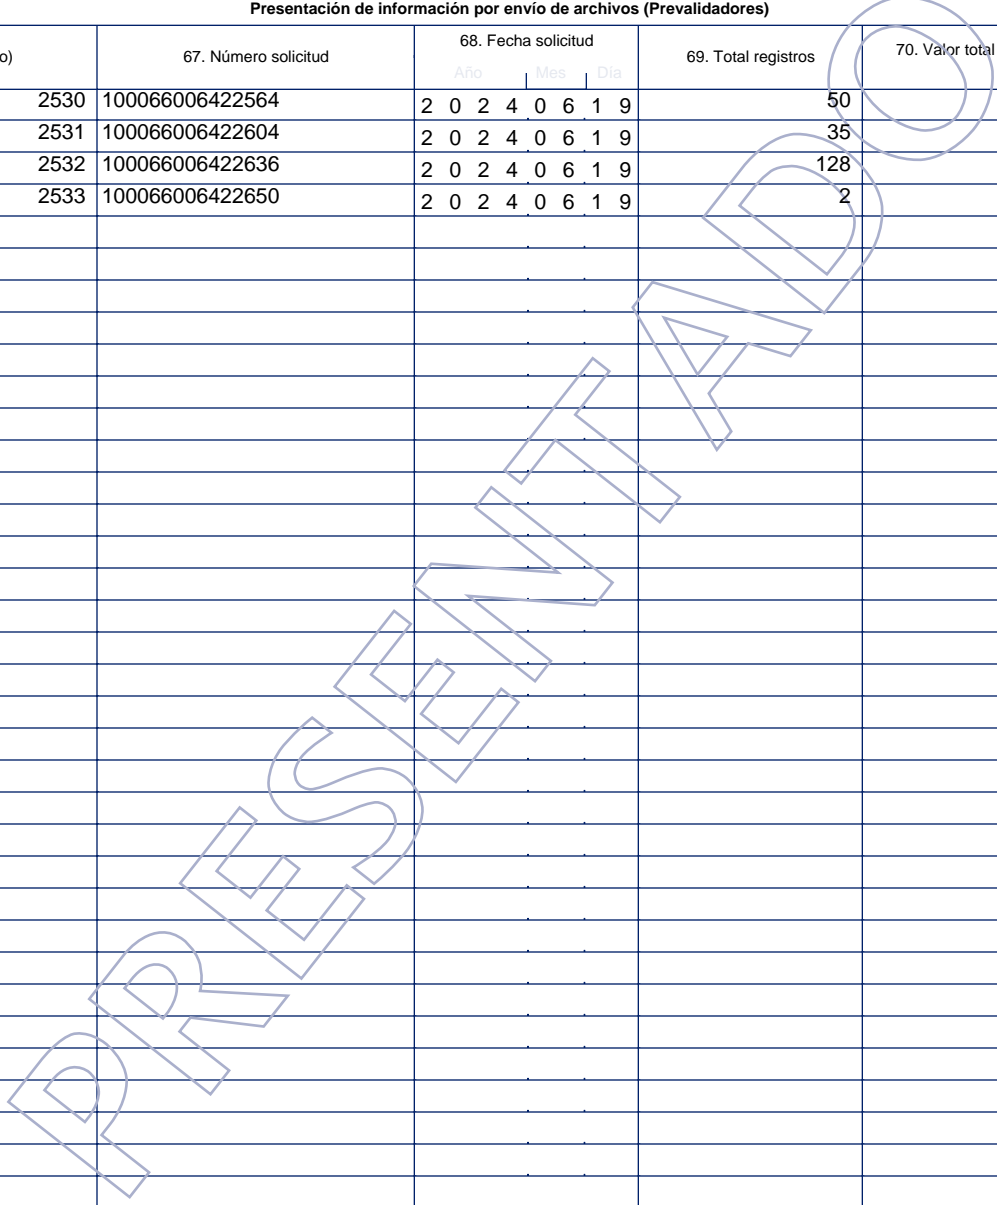 Presentación de información por envío de archivos (Prevalidadores)
o) 67. Número solicitud 68. Fecha solicitud 69. Total registros 70. Valor total
Año Mes Día
2530 100066006422564 2 0 2 4 0 6 1 9 50
2531 100066006422604 2 0 2 4 0 6 1 9 35
2532 100066006422636 2 0 2 4 0 6 1 9 128
2533 100066006422650 2 0 2 4 0 6 1 9 2
PRESENTADO